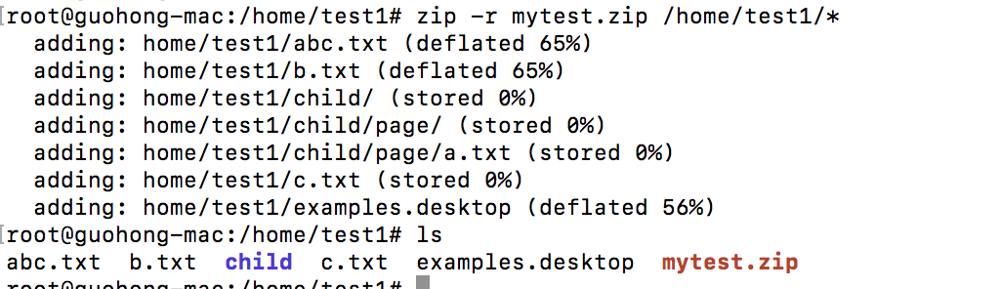 [root@guohong-mac:/home/test1# zip -r mytest.zip /home/test1/*
adding: home/test1/abc.txt (deflated 65%)
adding: home/test1/b.txt (deflated 65%)
adding: home/test1/child/ (stored 0%)
adding: home/test1/child/page/ (stored 0%)
adding: home/test1/child/page/a.txt (stored 0%)
adding: home/test1/c.txt (stored 0%)
adding: home/test1/examples.desktop (deflated 56%)
[root@guohong-mac:/home/test1# ls
abc.txt b.txt child c.txt examples.desktop mytest.zip
root@guohong-mac:/home/test1#